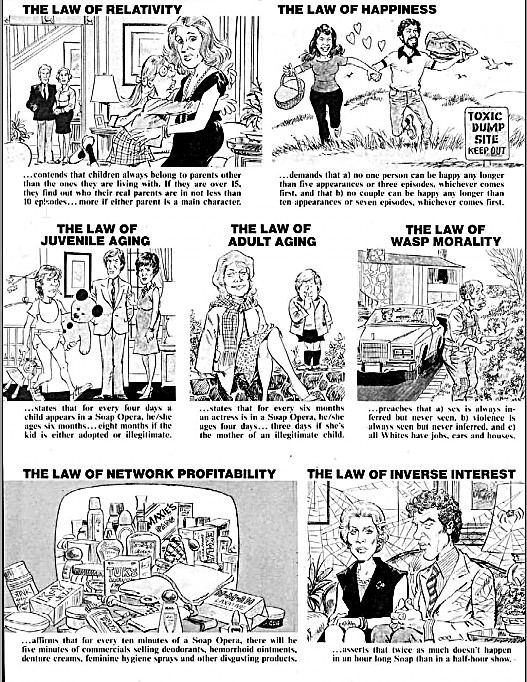 THE LAW OF RELATIVITY
...contends that children always belong to parents other
than the ones they are living with. If they are over 15,
they find out who their real parents are in not less than
10 episodes...more if either parent is a main character.
THE LAW OF HAPPINESS
TOXIC
DUMP
SITE
KEEP OUT
...demands that a) no one person can be happy any longer
than five appearances or three episodes, whichever comes
first, and that b) no couple can be happy any longer than
ten appearances or seven episodes, whichever comes first.
THE LAW OF
JUVENILE AGING
...states that for every four days a
child appears in a Soap Opera, he/she
ages six months...eight months if the
kid is either adopted or illegitimate.
THE LAW OF
ADULT AGING
...states that for every six months
an actress is in a Soap Opera, he/she
ages four days... three days if she's
the mother of an illegitimate child.
THE LAW OF
WASP MORALITY
...preaches that a) sex is always in-
ferred but never seen, b) violence is
always seen but never inferred, and c)
all Whites have jobs, cars and houses.
THE LAW OF NETWORK PROFITABILITY
TUKS
...affirms that for every ten minutes of a Soap Opera, there will be
five minutes of commercials selling deodorants, hemorrhoid ointments,
denture creams, feminine hygiene sprays and other disgusting products.
THE LAW OF INVERSE INTEREST
...asserts that twice as much doesn't happen
in an hour long Soap than in a half-hour show.